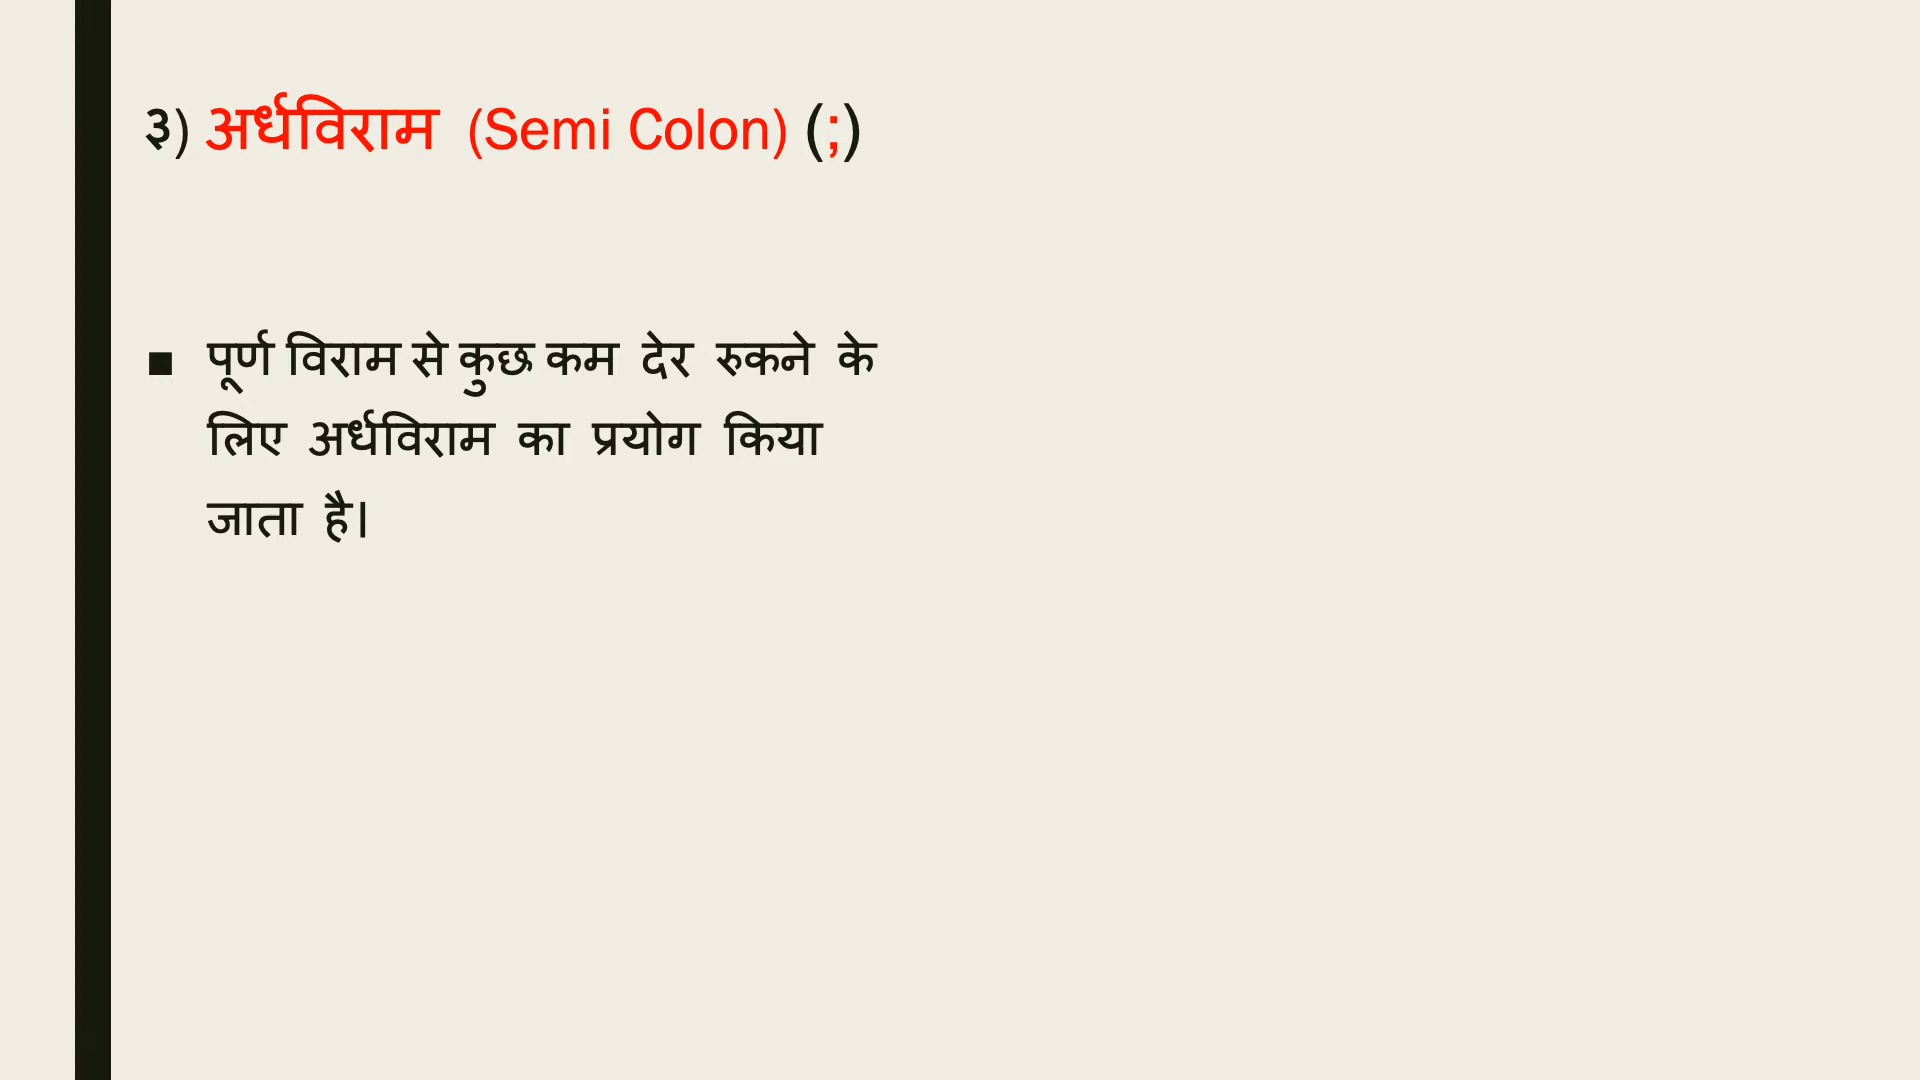 ३) अर्धविराम (Semi Colon) (;)
▪ पूर्ण विराम से कुछ कम देर रुकने के
लिए अर्धविराम का प्रयोग किया
जाता है।